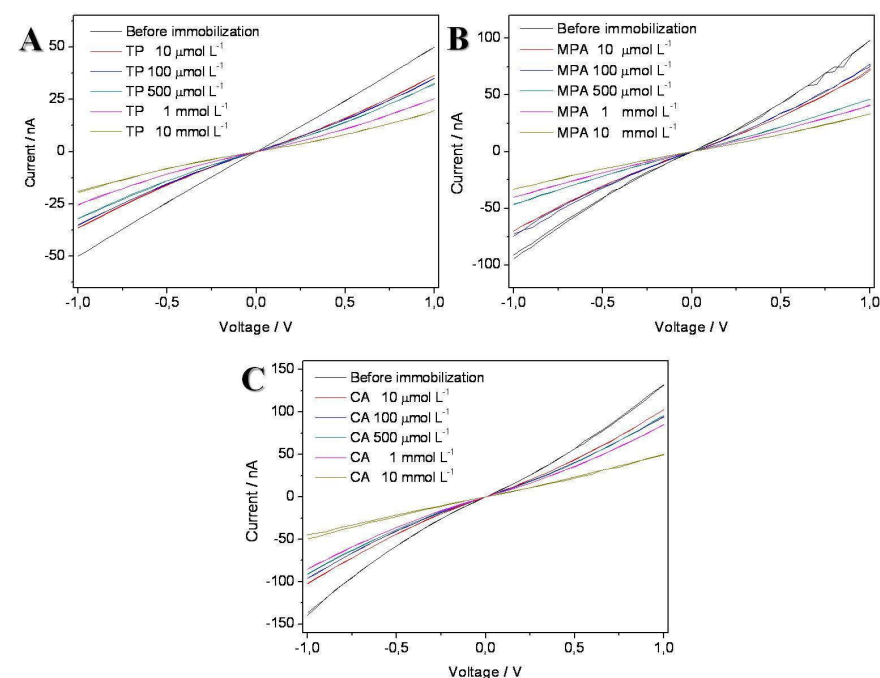 A
Before immobilization
TP 10 μmol L⁻¹
TP 100 μmol L⁻¹
TP 500 μmol L⁻¹
TP 1 mmol L⁻¹
TP 10 mmol L⁻¹
50
25
0
-25
-50
Current / nA
-1,0 -0,5 0,0 0,5 1,0
Voltage / V
B
Before immobilization
MPA 10 μmol L⁻¹
MPA 100 μmol L⁻¹
MPA 500 μmol L⁻¹
MPA 1 mmol L⁻¹
MPA 10 mmol L⁻¹
100
50
0
-50
-100
Current / nA
-1,0 -0,5 0,0 0,5 1,0
Voltage / V
C
Before immobilization
CA 10 μmol L⁻¹
CA 100 μmol L⁻¹
CA 500 μmol L⁻¹
CA 1 mmol L⁻¹
CA 10 mmol L⁻¹
150
100
50
0
-50
-100
-150
Current / nA
-1,0 -0,5 0,0 0,5 1,0
Voltage / V